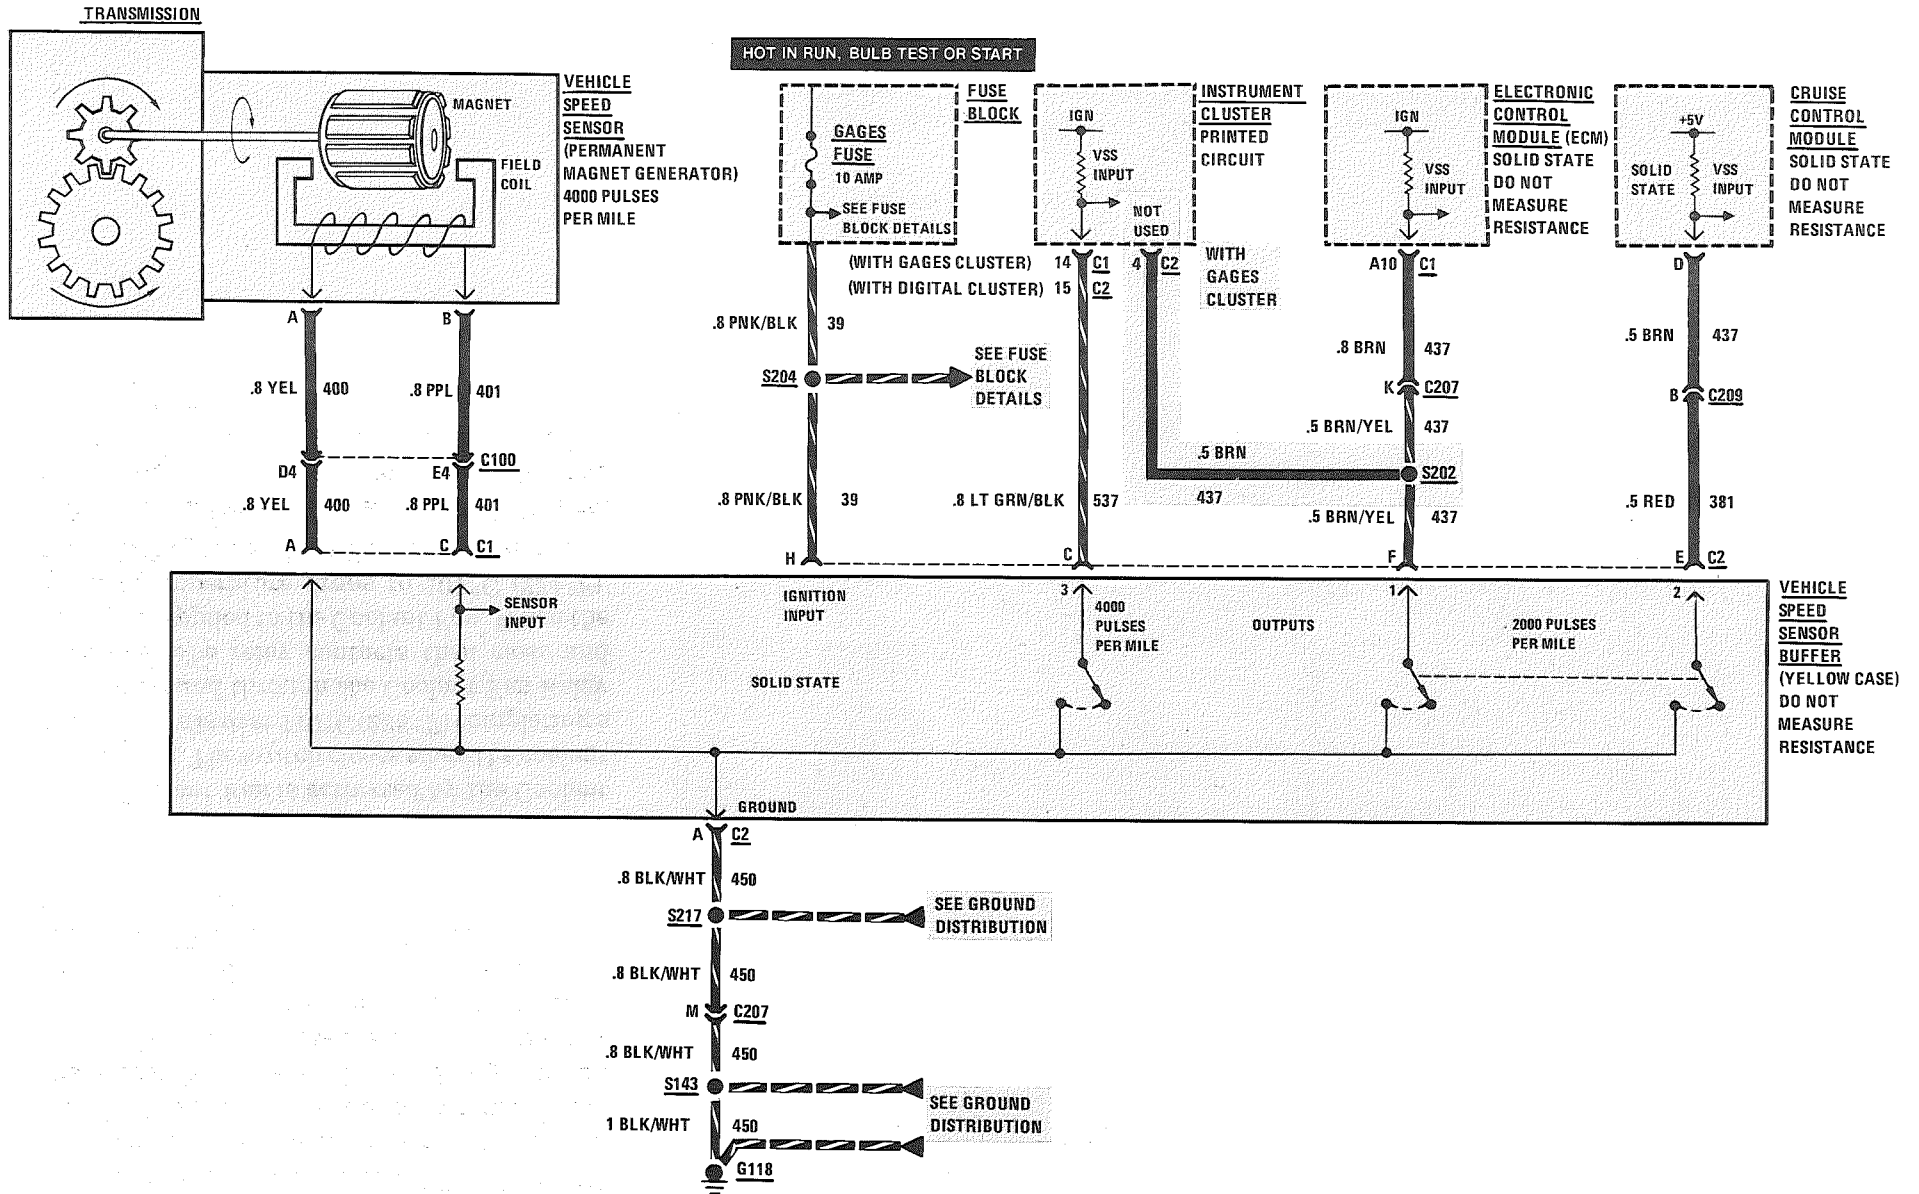 TRANSMISSION
VEHICLE
SPEED
SENSOR
(PERMANENT
MAGNET GENERATOR)
4000 PULSES
PER MILE
MAGNET
FIELD
COIL
HOT IN RUN, BULB TEST OR START
FUSE
BLOCK
GAGES
FUSE
10 AMP
SEE FUSE
BLOCK DETAILS
INSTRUMENT
CLUSTER
PRINTED
CIRCUIT
IGN
VSS
INPUT
NOT
USED
WITH
GAGES
CLUSTER
ELECTRONIC
CONTROL
MODULE (ECM)
SOLID STATE
DO NOT
MEASURE
RESISTANCE
IGN
VSS
INPUT
CRUISE
CONTROL
MODULE
SOLID STATE
DO NOT
MEASURE
RESISTANCE
+5V
SOLID
STATE
VSS
INPUT
(WITH GAGES CLUSTER) 14 C1
(WITH DIGITAL CLUSTER) 15 C2
4 C2
A10 C1
D
A
B
.8 YEL 400
.8 PPL 401
D4
E4
C100
.8 YEL 400
.8 PPL 401
A
C C1
.8 PNK/BLK 39
S204
SEE FUSE
BLOCK
DETAILS
.8 PNK/BLK 39
H
.8 LT GRN/BLK 537
C
.8 BRN 437
K C207
.5 BRN/YEL 437
.5 BRN
437
S202
.5 BRN/YEL 437
F
.5 BRN 437
B C209
.5 RED 381
E C2
SENSOR
INPUT
IGNITION
INPUT
SOLID STATE
3
4000
PULSES
PER MILE
OUTPUTS
1
2000 PULSES
PER MILE
2
GROUND
VEHICLE
SPEED
SENSOR
BUFFER
(YELLOW CASE)
DO NOT
MEASURE
RESISTANCE
A C2
.8 BLK/WHT 450
S217
SEE GROUND
DISTRIBUTION
.8 BLK/WHT 450
M C207
.8 BLK/WHT 450
S143
SEE GROUND
DISTRIBUTION
1 BLK/WHT 450
G118